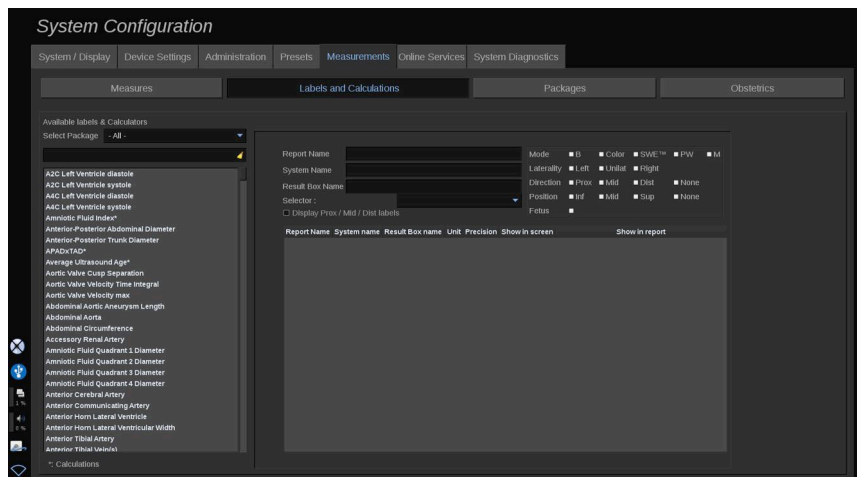 System Configuration
System / Display Device Settings Administration Presets Measurements Online Services System Diagnostics
Measures Labels and Calculations Packages Obstetrics
Available labels & Calculators
Select Package - All -
Report Name
System Name
Result Box Name
Selector :
Display Prox / Mid / Dist labels
Mode B Color SWE™ PW M
Laterality Left Unilat Right
Direction Prox Mid Dist None
Position Inf Mid Sup None
Fetus
Report Name System name Result Box name Unit Precision Show in screen Show in report
A2C Left Ventricle diastole
A2C Left Ventricle systole
A4C Left Ventricle diastole
A4C Left Ventricle systole
Amniotic Fluid Index*
Anterior-Posterior Abdominal Diameter
Anterior-Posterior Trunk Diameter
APADxTAD*
Average Ultrasound Age*
Aortic Valve Cusp Separation
Aortic Valve Velocity Time Integral
Aortic Valve Velocity max
Abdominal Aortic Aneurysm Length
Abdominal Aorta
Abdominal Circumference
Accessory Renal Artery
Amniotic Fluid Quadrant 1 Diameter
Amniotic Fluid Quadrant 2 Diameter
Amniotic Fluid Quadrant 3 Diameter
Amniotic Fluid Quadrant 4 Diameter
Anterior Cerebral Artery
Anterior Communicating Artery
Anterior Horn Lateral Ventricle
Anterior Horn Lateral Ventricular Width
Anterior Tibial Artery
Anterior Tibial Vein(s)
*: Calculations
1 %